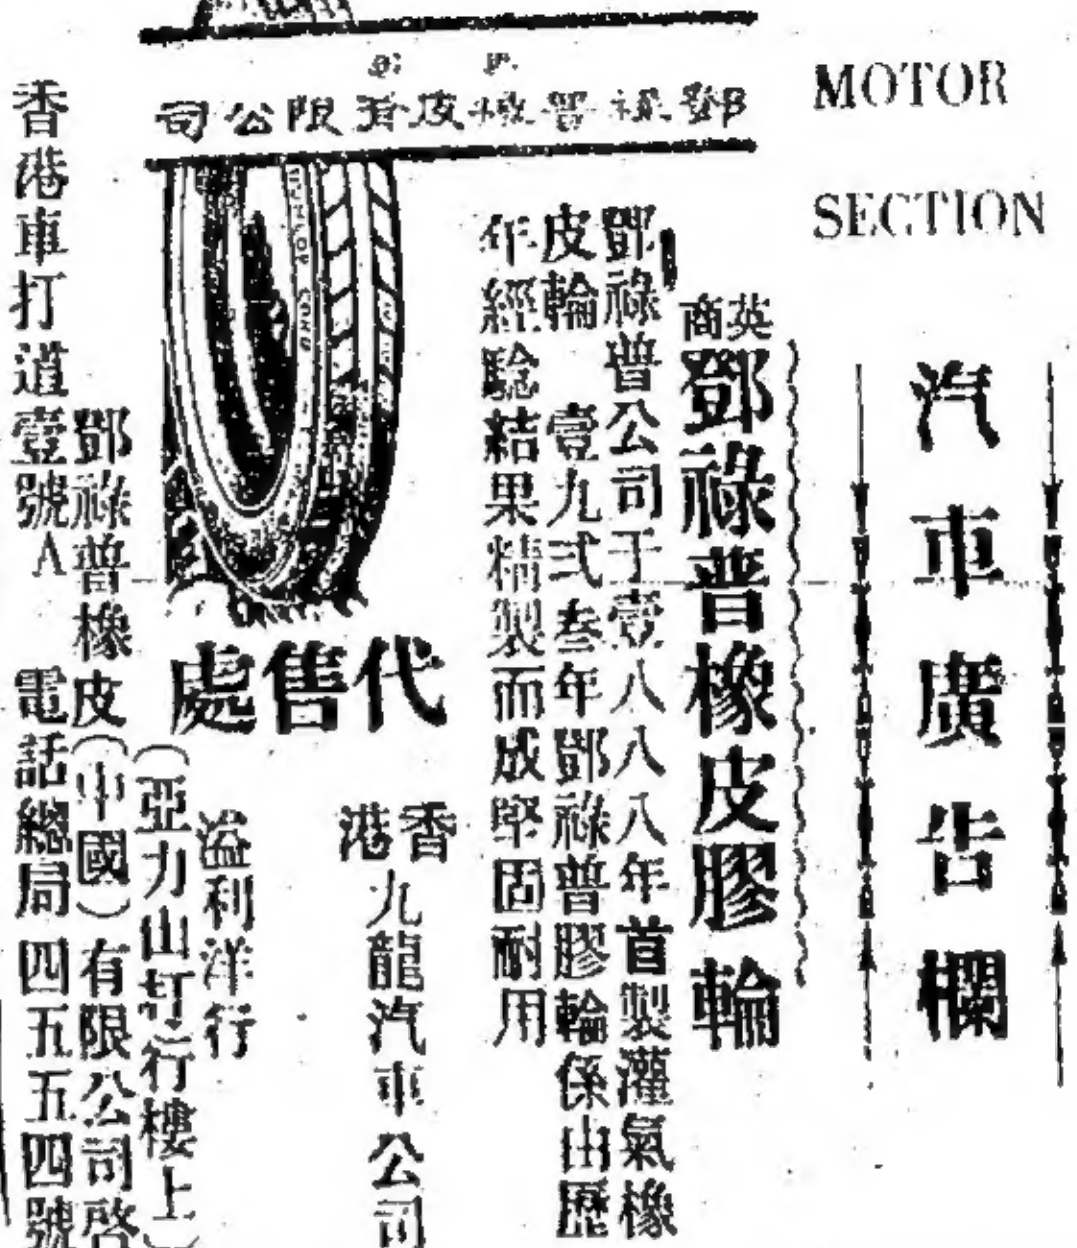 MOTOR
SECTION
汽車廣告欄
英商
鄧祿普橡皮膠輪
鄧祿普公司于壹八八八年首製灌氣橡
皮輪 壹九弍叁年鄧祿普膠輪係由歷
年經驗結果精製而成堅固耐用
鄧祿普橡皮有限公司
代售處
香港
九龍汽車公司
溢利洋行
(亞力山打行樓上)
鄧祿普橡皮(中國)有限公司啓
香港車打道壹號A 電話總局四五五四號